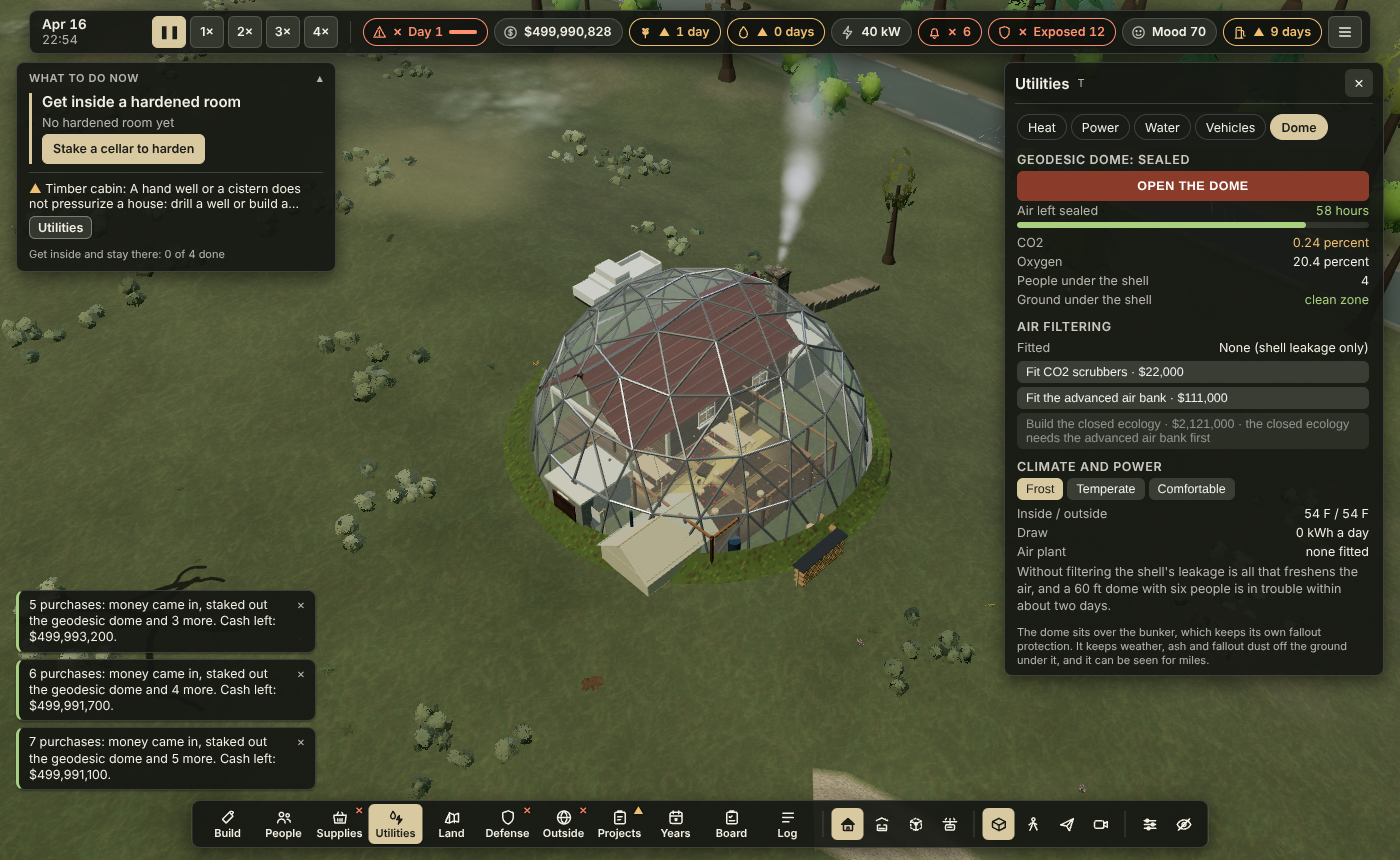 Apr 16
22:54
1×
2×
3×
4×
× Day 1
$499,990,828
1 day
0 days
40 kW
× 6
× Exposed 12
Mood 70
9 days
WHAT TO DO NOW
Get inside a hardened room
No hardened room yet
Stake a cellar to harden
Timber cabin: A hand well or a cistern does
not pressurize a house: drill a well or build a...
Utilities
Get inside and stay there: 0 of 4 done
Utilities T
×
Heat
Power
Water
Vehicles
Dome
GEODESIC DOME: SEALED
OPEN THE DOME
Air left sealed 58 hours
CO2 0.24 percent
Oxygen 20.4 percent
People under the shell 4
Ground under the shell clean zone
AIR FILTERING
Fitted None (shell leakage only)
Fit CO2 scrubbers · $22,000
Fit the advanced air bank · $111,000
Build the closed ecology · $2,121,000 · the closed ecology
needs the advanced air bank first
CLIMATE AND POWER
Frost
Temperate
Comfortable
Inside / outside 54 F / 54 F
Draw 0 kWh a day
Air plant none fitted
Without filtering the shell's leakage is all that freshens the
air, and a 60 ft dome with six people is in trouble within
about two days.
The dome sits over the bunker, which keeps its own fallout
protection. It keeps weather, ash and fallout dust off the ground
under it, and it can be seen for miles.
5 purchases: money came in, staked out ×
the geodesic dome and 3 more. Cash left:
$499,993,200.
6 purchases: money came in, staked out ×
the geodesic dome and 4 more. Cash left:
$499,991,700.
7 purchases: money came in, staked out ×
the geodesic dome and 5 more. Cash left:
$499,991,100.
Build
People
Supplies
Utilities
Land
Defense
Outside
Projects
Years
Board
Log